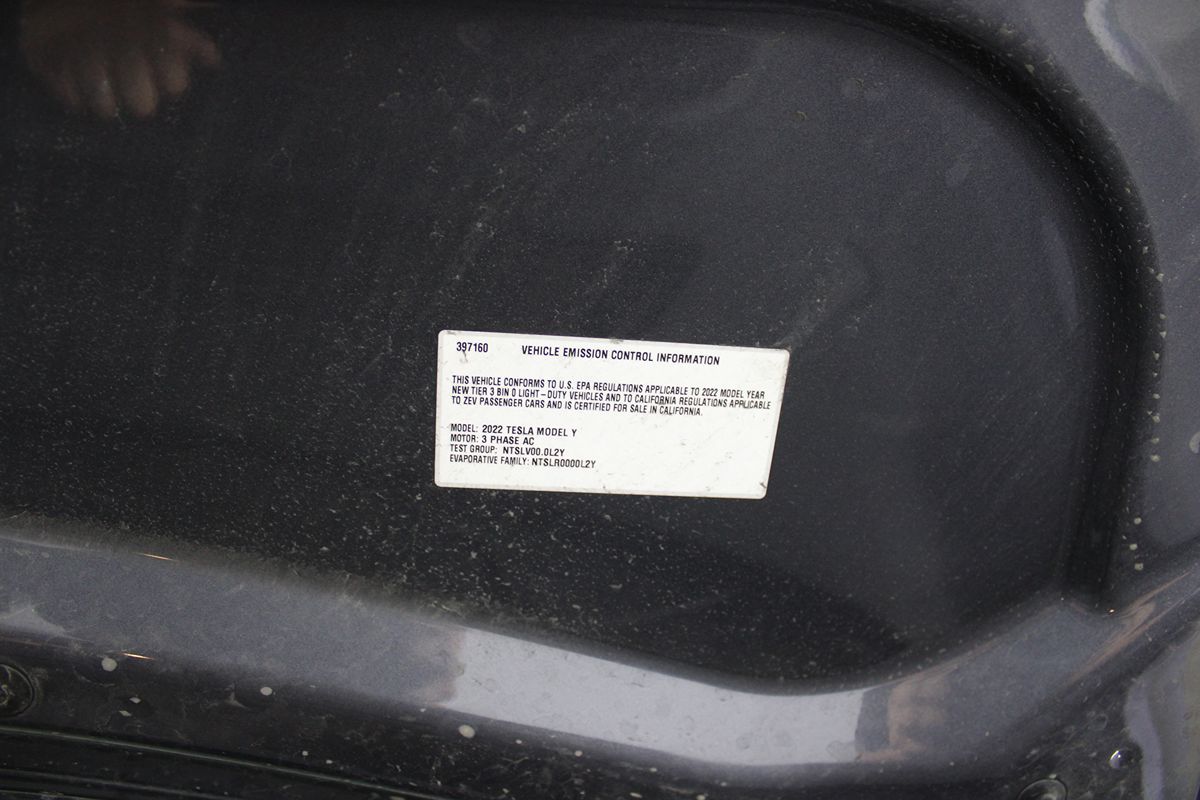 397160 VEHICLE EMISSION CONTROL INFORMATION
THIS VEHICLE CONFORMS TO U.S. EPA REGULATIONS APPLICABLE TO 2022 MODEL YEAR
NEW TIER 3 BIN 0 LIGHT-DUTY VEHICLES AND TO CALIFORNIA REGULATIONS APPLICABLE
TO ZEV PASSENGER CARS AND IS CERTIFIED FOR SALE IN CALIFORNIA.
MODEL: 2022 TESLA MODEL Y
MOTOR: 3 PHASE AC
TEST GROUP: NTSLV00.0L2Y
EVAPORATIVE FAMILY: NTSLR0000L2Y